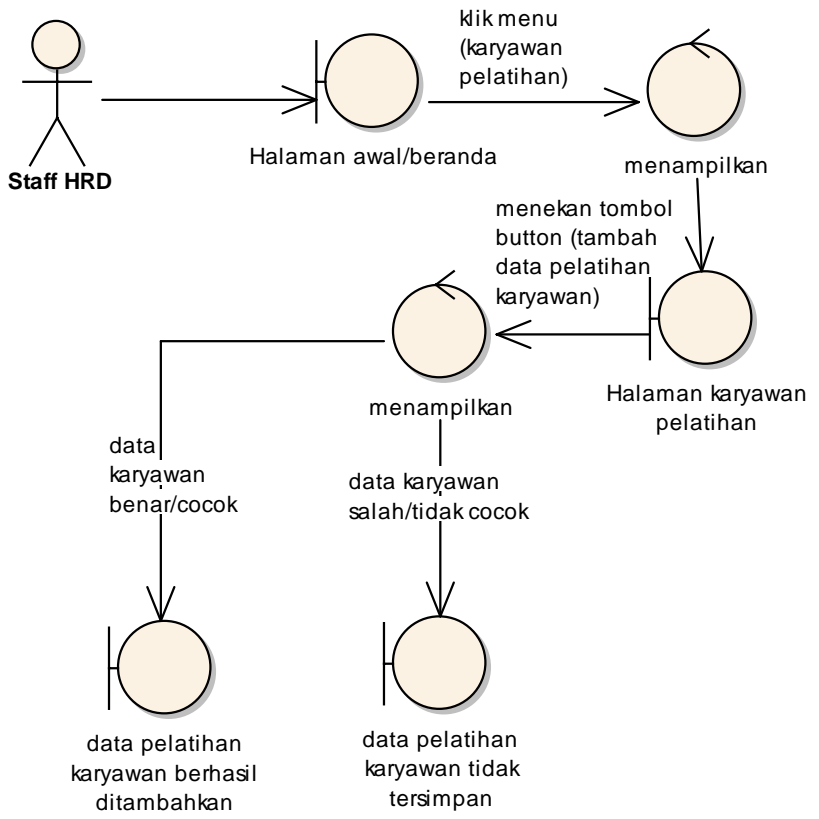 klik menu
(karyawan
pelatihan)
Halaman awal/beranda
Staff HRD
menampilkan
menekan tombol
button (tambah
data pelatihan
karyawan)
Halaman karyawan
pelatihan
menampilkan
data
karyawan
benar/cocok
data karyawan
salah/tidak cocok
data pelatihan
karyawan berhasil
ditambahkan
data pelatihan
karyawan tidak
tersimpan